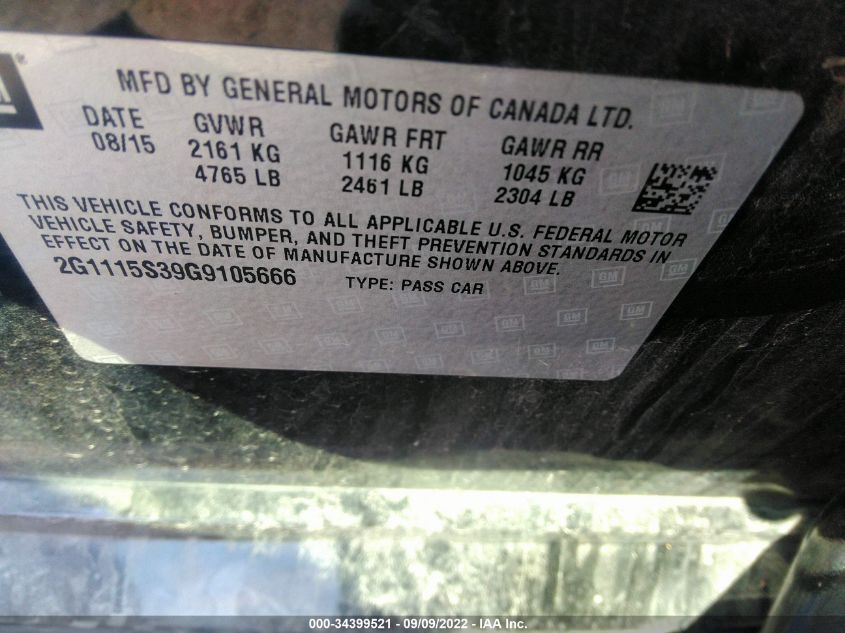 GM ®
MFD BY GENERAL MOTORS OF CANADA LTD.
DATE GVWR GAWR FRT GAWR RR
08/15 2161 KG 1116 KG 1045 KG
4765 LB 2461 LB 2304 LB
THIS VEHICLE CONFORMS TO ALL APPLICABLE U.S. FEDERAL MOTOR
VEHICLE SAFETY, BUMPER, AND THEFT PREVENTION STANDARDS IN
EFFECT ON THE DATE OF MANUFACTURE SHOWN ABOVE.
2G1115S39G9105666 TYPE: PASS CAR
000-34399521 - 09/09/2022 - IAA Inc.